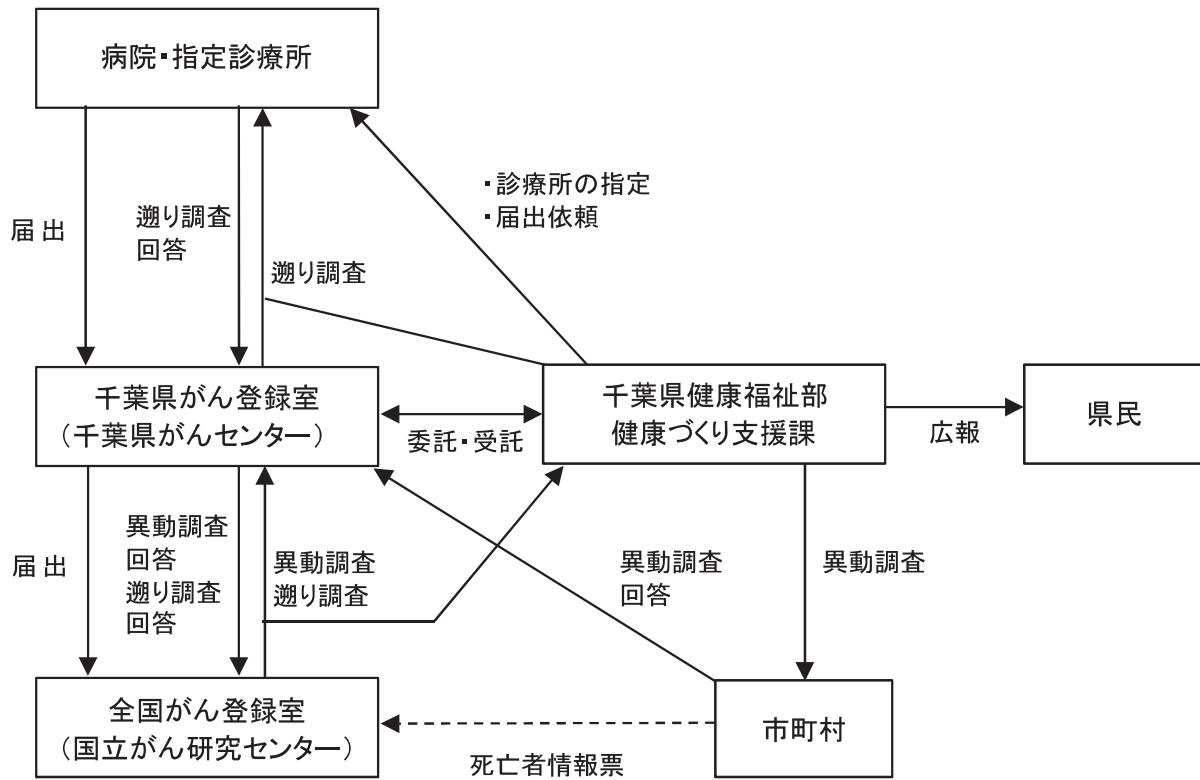 病院・指定診療所
・診療所の指定
・届出依頼
届 出
遡り調査
回答
遡り調査
千葉県がん登録室
（千葉県がんセンター）
委託・受託
千葉県健康福祉部
健康づくり支援課
広報
県民
届 出
異動調査
回答
遡り調査
回答
異動調査
遡り調査
異動調査
回答
異動調査
全国がん登録室
（国立がん研究センター）
死亡者情報票
市町村